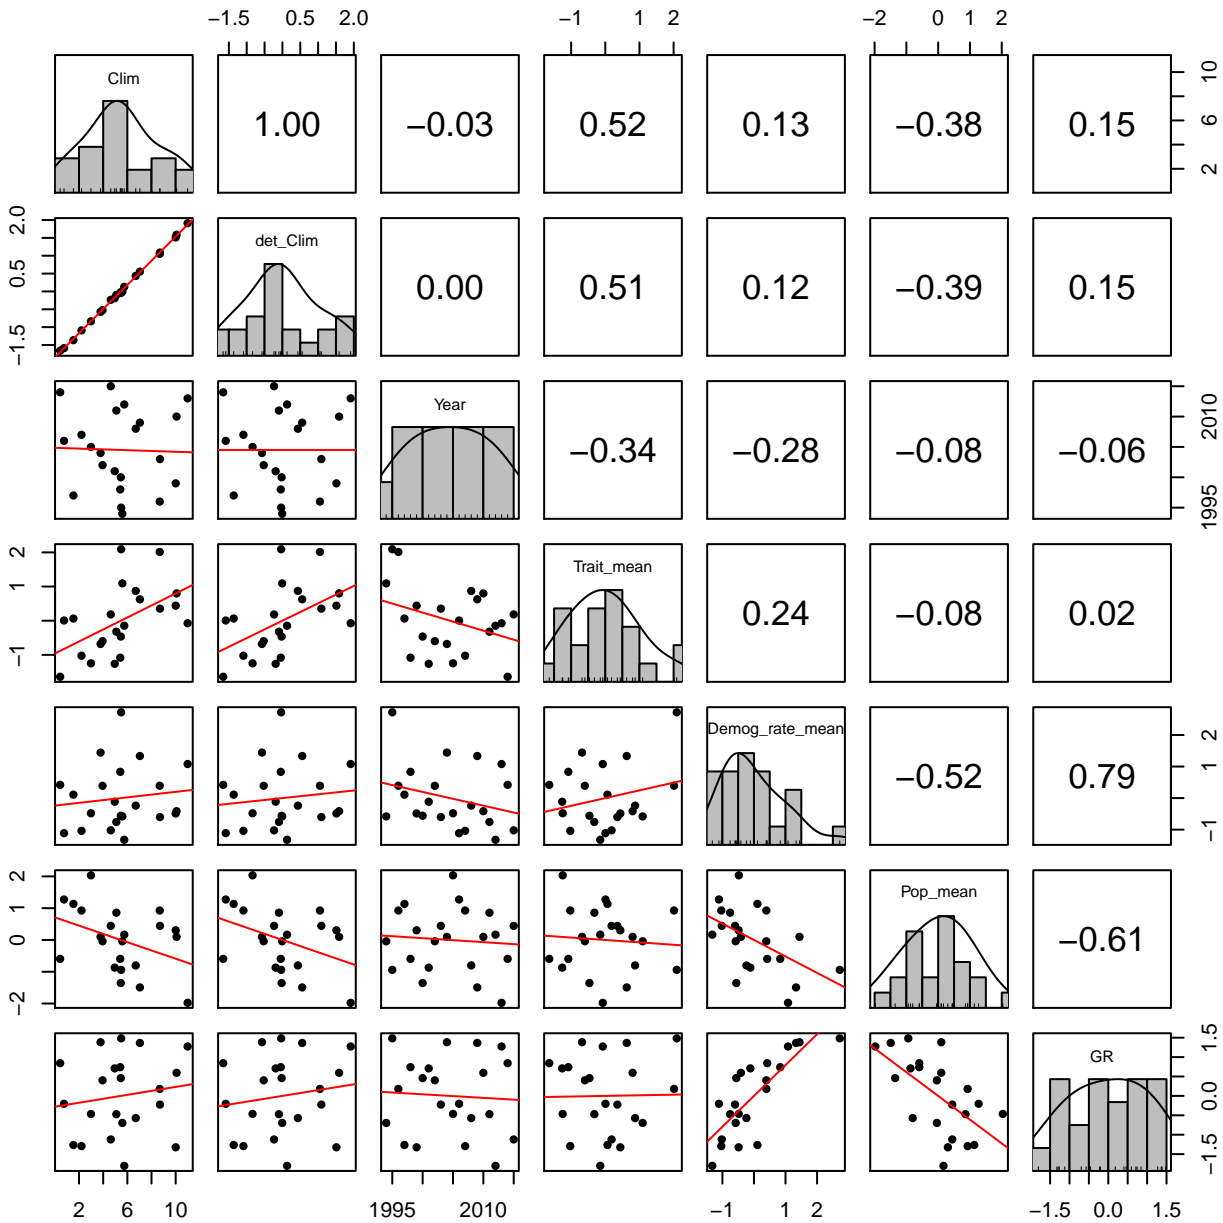 −1.5 0.5 2.0 −1 1 2 −2 0 1 2
Clim 1.00 −0.03 0.52 0.13 −0.38 0.15
2 6 10
det_Clim 0.00 0.51 0.12 −0.39 0.15
−1.5 0.5 2.0
Year −0.34 −0.28 −0.08 −0.06
1995 2010
Trait_mean 0.24 −0.08 0.02
2
1
−1
Demog_rate_mean −0.52 0.79
2
1
−1
Pop_mean −0.61
2
1
0
−2
GR
−1.5 0.0 1.0 1.5
2 6 10 1995 2010 −1 1 2 −1.5 0.0 1.5